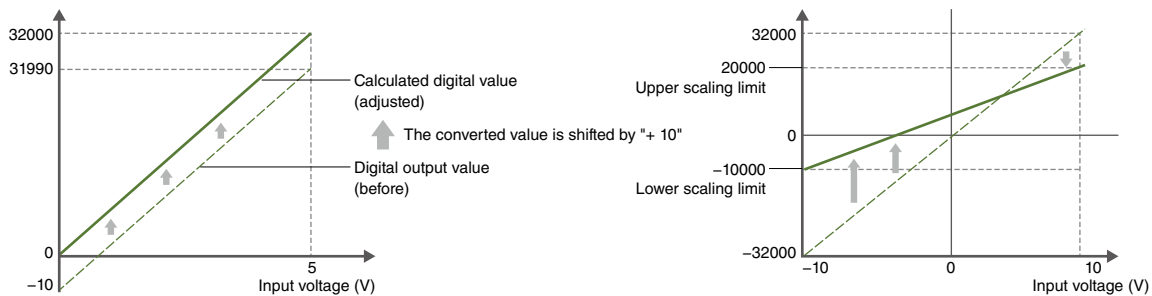 32000
31990
0
−10
5
Input voltage (V)
Calculated digital value
(adjusted)
The converted value is shifted by "+ 10"
Digital output value
(before)
32000
20000
Upper scaling limit
0
−10000
Lower scaling limit
−32000
−10
0
10
Input voltage (V)